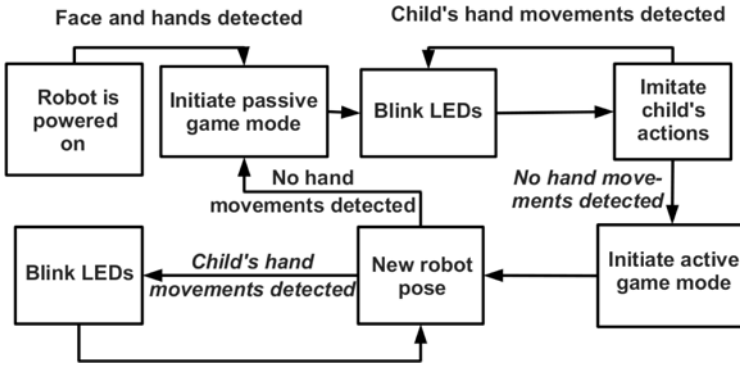 Face and hands detected
Child's hand movements detected
Robot is
powered
on
Initiate passive
game mode
Blink LEDs
Imitate
child's
actions
No hand
movements detected
No hand move-
ments detected
Blink LEDs
Child's hand
movements detected
New robot
pose
Initiate active
game mode